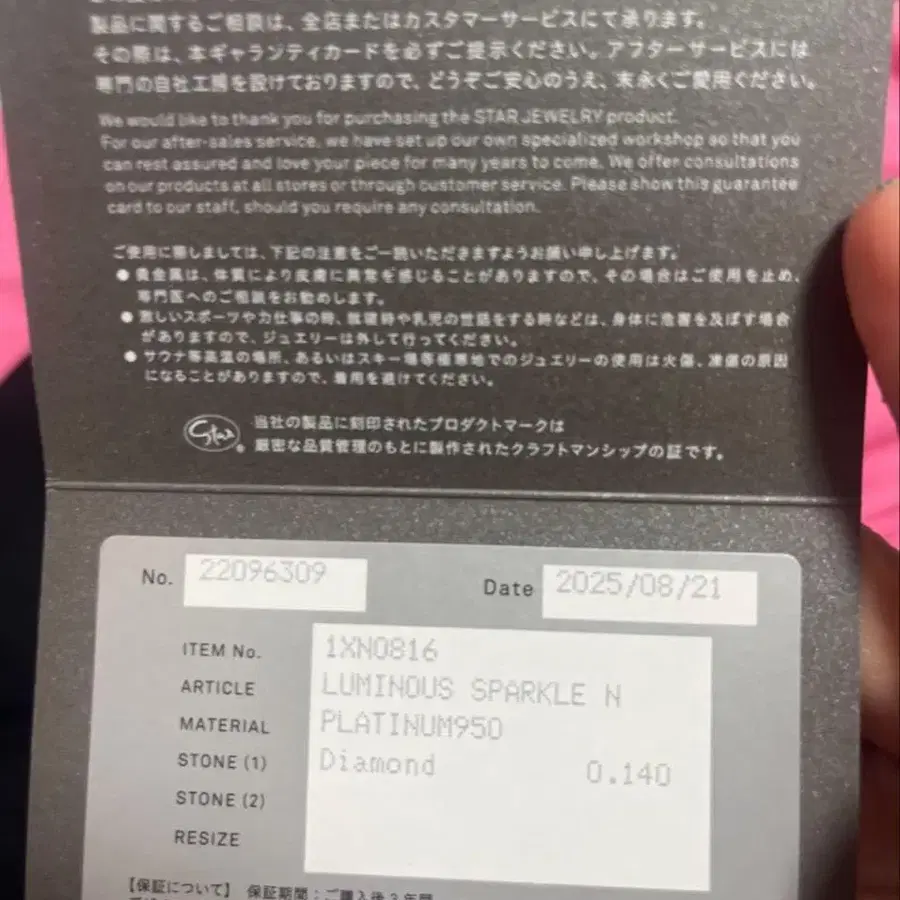 製品に関するご相談は、全店またはカスタマーサービスにて承ります。
その際は、本ギャランティカードを必ずご提示ください。アフターサービスには
専門の自社工房を設けておりますので、どうぞご安心のうえ、末永くご愛用ください。
We would like to thank you for purchasing the STAR JEWELRY product.
For our after-sales service, we have set up our own specialized workshop so that you
can rest assured and love your piece for many years to come. We offer consultations
on our products at all stores or through customer service. Please show this guarantee
card to our staff, should you require any consultation.
ご使用に際しましては、下記の注意をご一読いただきますようお願い申し上げます。
● 貴金属は、体質により皮膚に異常を感じることがありますので、その場合はご使用を止め、
専門医へのご相談をお勧めします。
● 激しいスポーツや力仕事の時、就寝時や乳児の世話をする時などは、身体に危害を及ぼす場合
がありますので、ジュエリーは外して行ってください。
● サウナ等高温の場所、あるいはスキー場等極寒地でのジュエリーの使用は火傷、凍傷の原因
になることがありますので、着用を避けてください。
Star
当社の製品に刻印されたプロダクトマークは
厳密な品質管理のもとに製作されたクラフトマンシップの証です。
No. 22096309 Date 2025/08/21
ITEM No. 1XN0816
ARTICLE LUMINOUS SPARKLE N
MATERIAL PLATINUM950
STONE (1) Diamond 0.140
STONE (2)
RESIZE
【保証について】 保証期間：ご購入後